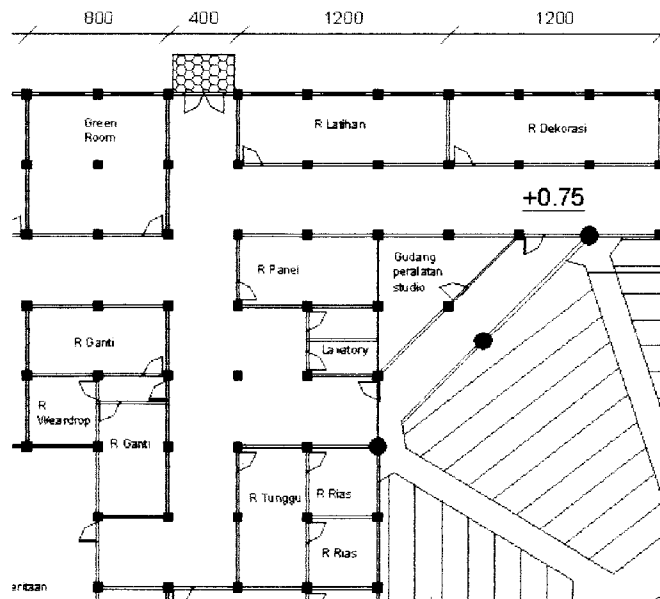 800 400 1200 1200
Green
Room
R Latihan
R Dekorasi
+0.75
R Panel
Gudang
peralatan
studio
R Ganti
Lavatory
R
Weardrop
R Ganti
R Tunggu
R Rias
R Rias